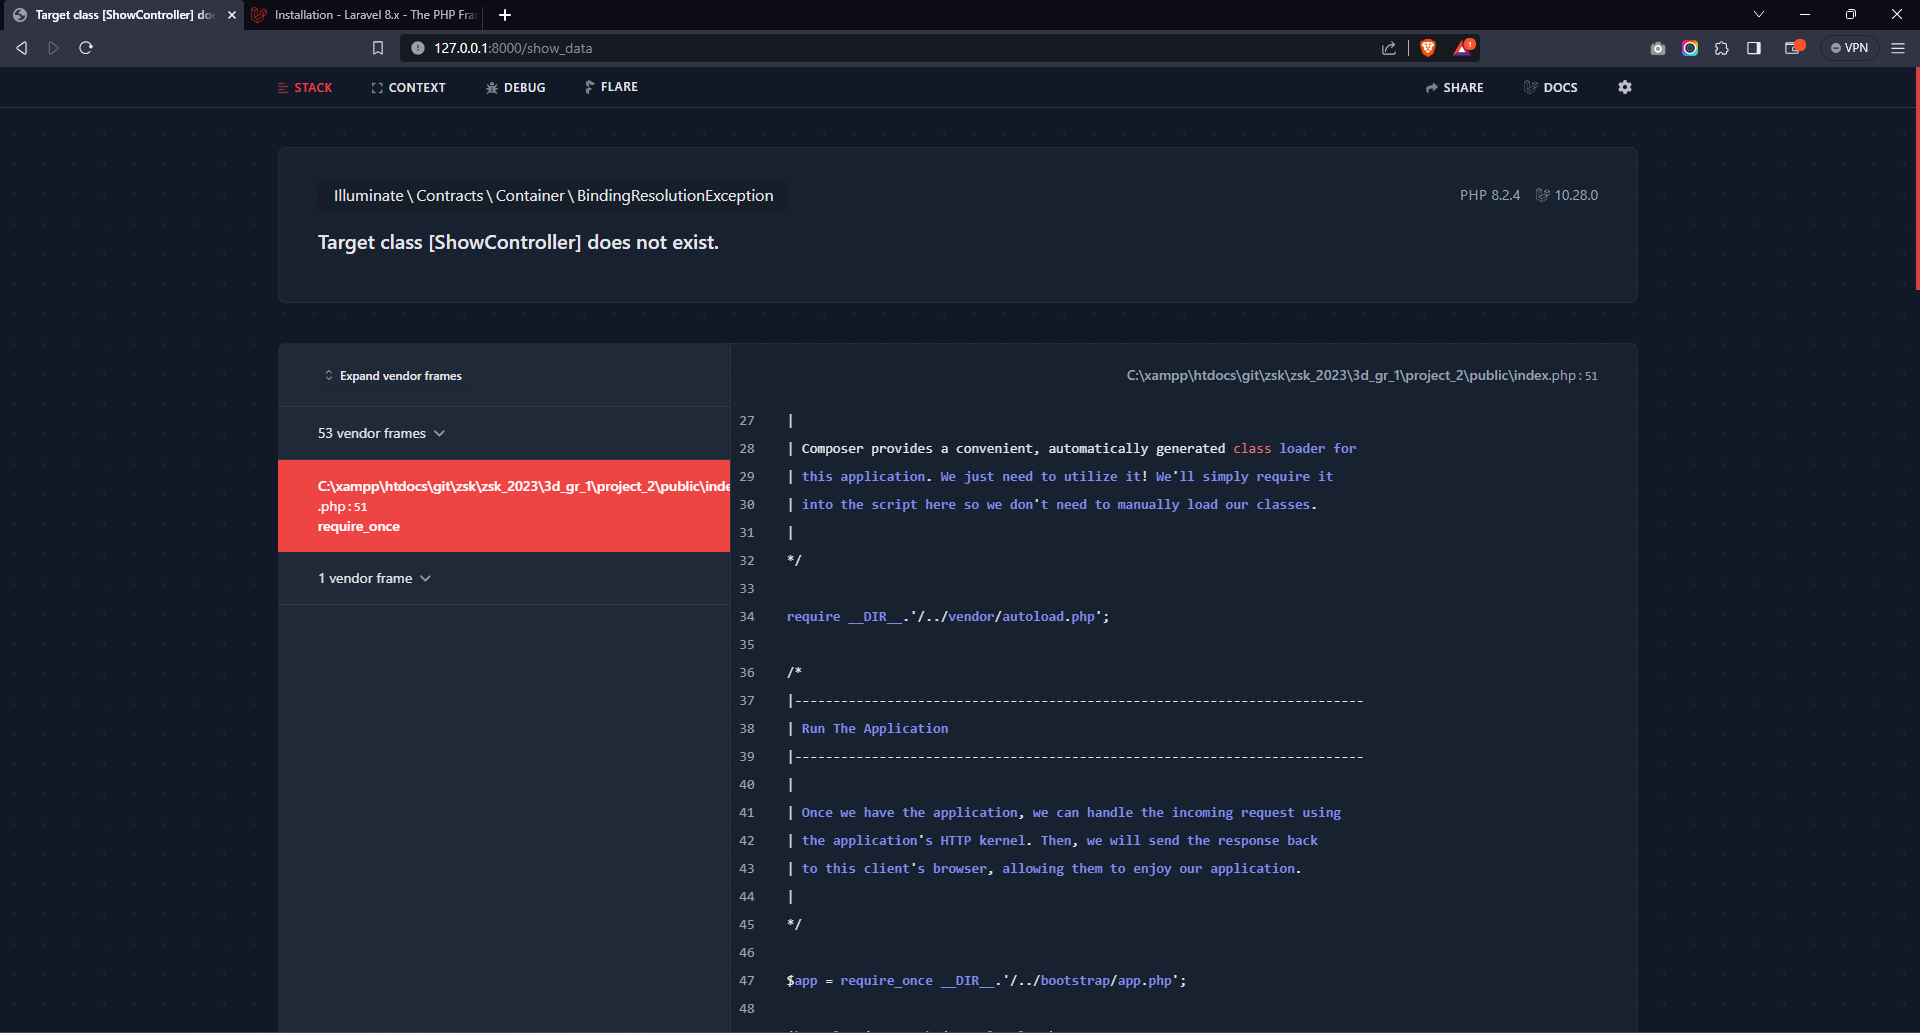 Target class [ShowController] do
Installation - Laravel 8.x - The PHP Fra
127.0.0.1:8000/show_data
1
VPN
STACK
CONTEXT
DEBUG
FLARE
SHARE
DOCS
Illuminate \ Contracts \ Container \ BindingResolutionException
PHP 8.2.4
10.28.0
Target class [ShowController] does not exist.
Expand vendor frames
53 vendor frames
C:\xampp\htdocs\git\zsk\zsk_2023\3d_gr_1\project_2\public\inde
.php : 51
require_once
1 vendor frame
C:\xampp\htdocs\git\zsk\zsk_2023\3d_gr_1\project_2\public\index.php : 51
27 |
28 | Composer provides a convenient, automatically generated class loader for
29 | this application. We just need to utilize it! We'll simply require it
30 | into the script here so we don't need to manually load our classes.
31 |
32 */
33
34 require __DIR__.'/../vendor/autoload.php';
35
36 /*
37 |--------------------------------------------------------------------------
38 | Run The Application
39 |--------------------------------------------------------------------------
40 |
41 | Once we have the application, we can handle the incoming request using
42 | the application's HTTP kernel. Then, we will send the response back
43 | to this client's browser, allowing them to enjoy our application.
44 |
45 */
46
47 $app = require_once __DIR__.'/../bootstrap/app.php';
48